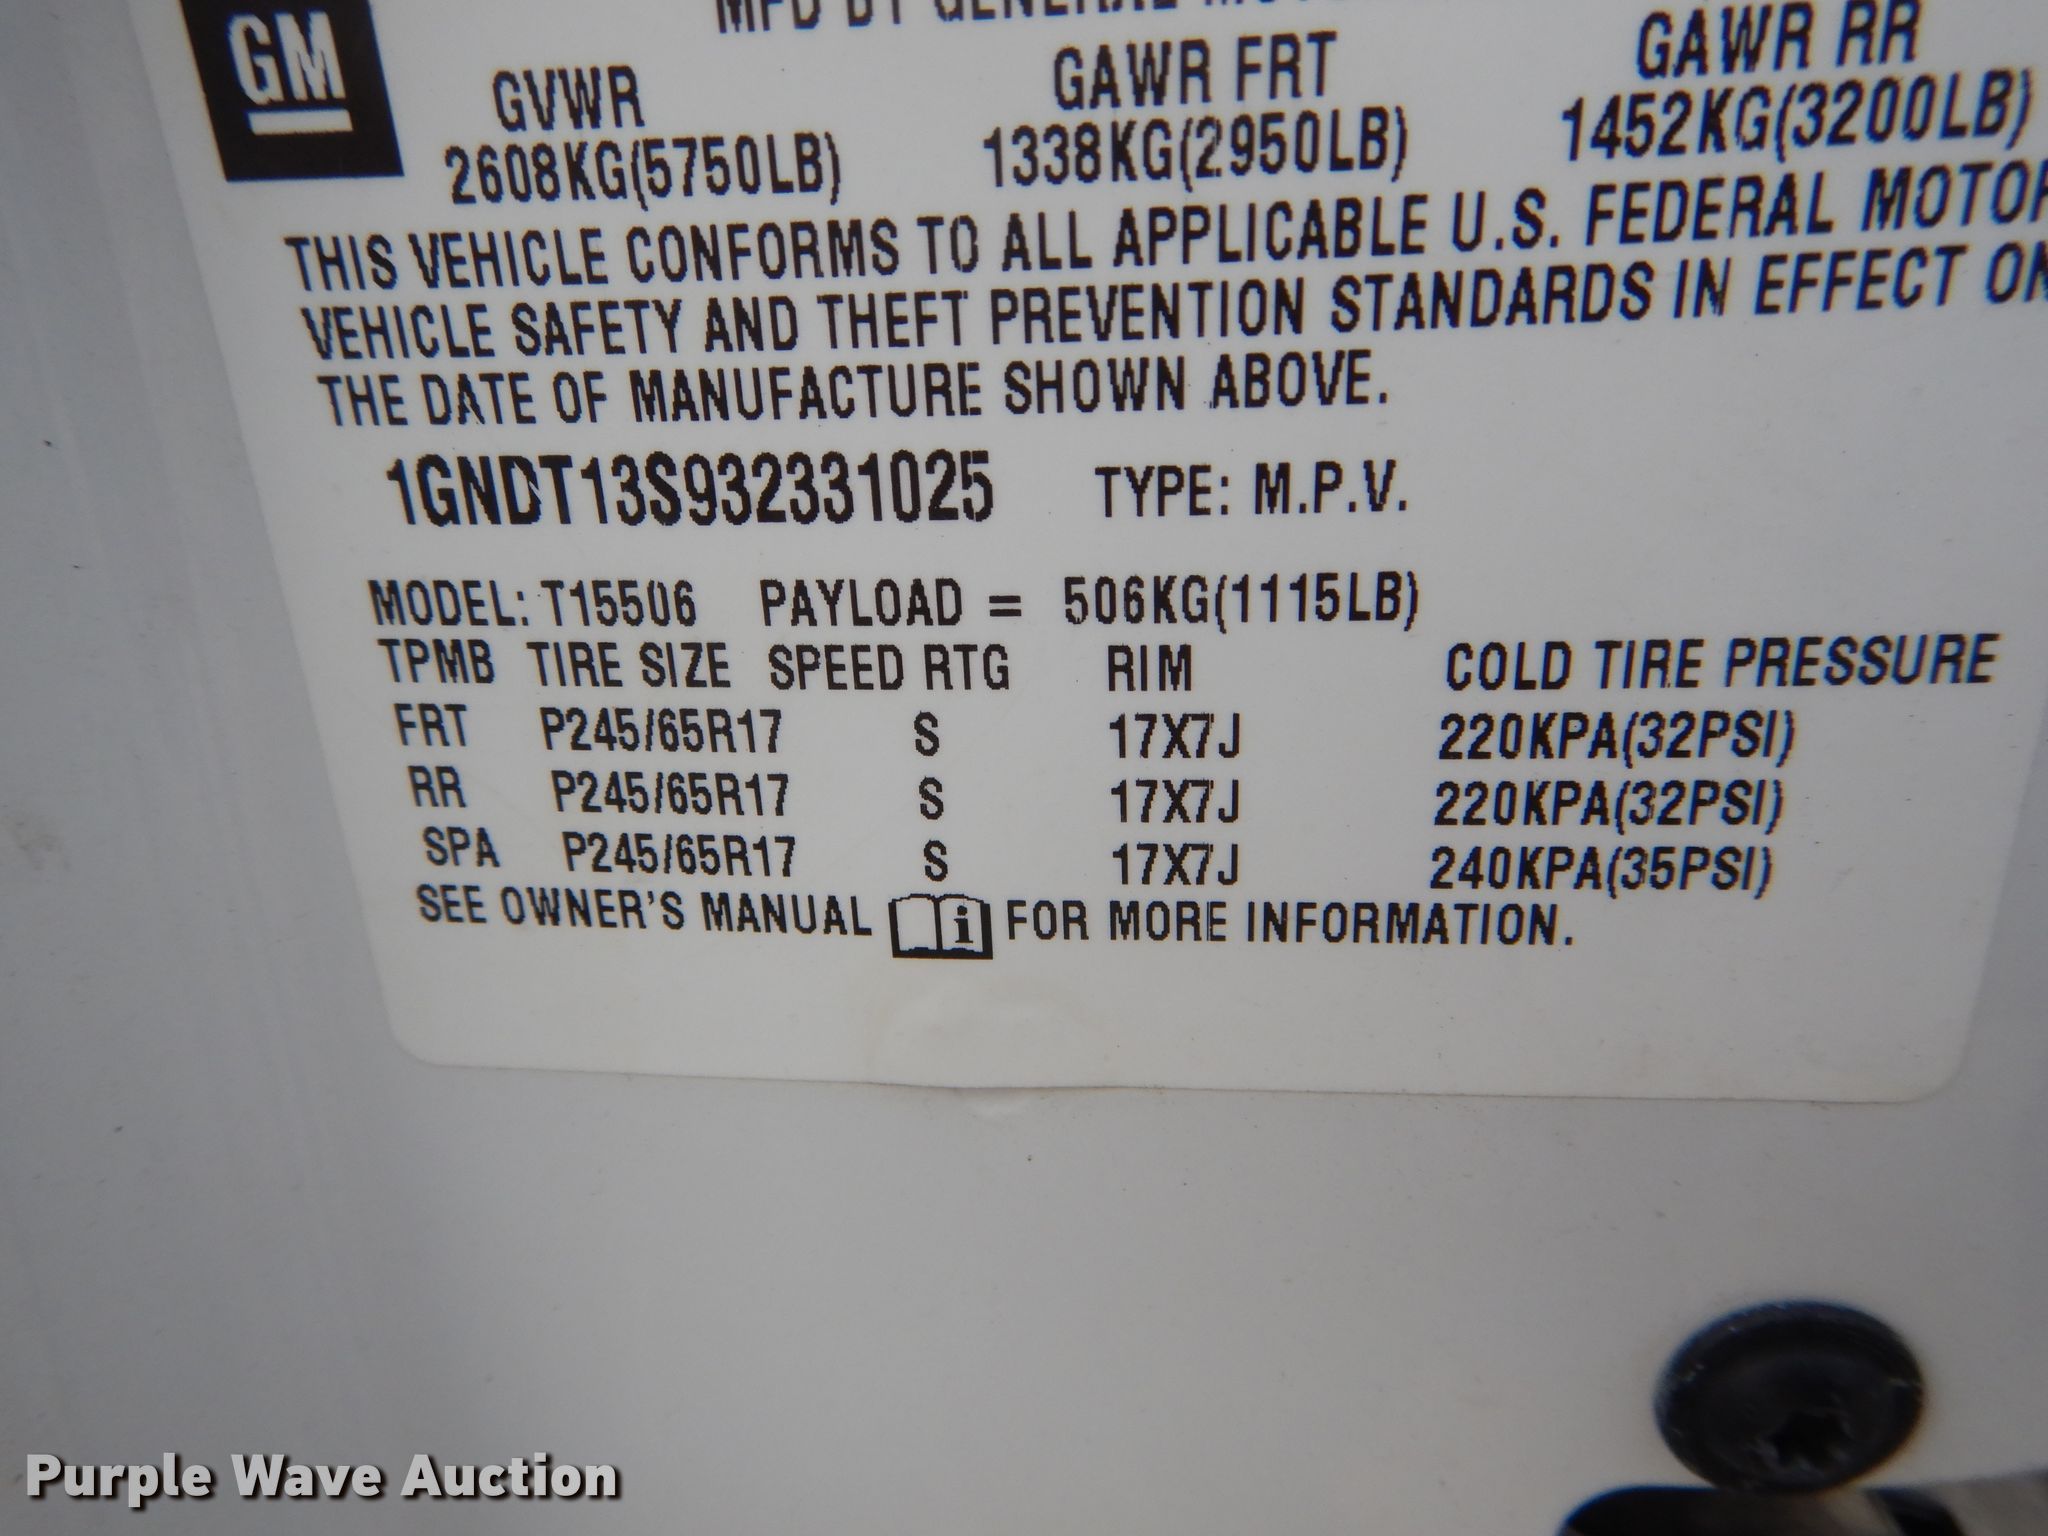 GM
MFD BY GENERAL
GVWR GAWR FRT GAWR RR
2608KG(5750LB) 1338KG(2950LB) 1452KG(3200LB)
THIS VEHICLE CONFORMS TO ALL APPLICABLE U.S. FEDERAL MOTOR
VEHICLE SAFETY AND THEFT PREVENTION STANDARDS IN EFFECT ON
THE DATE OF MANUFACTURE SHOWN ABOVE.
1GNDT13S932331025 TYPE: M.P.V.
MODEL: T15506 PAYLOAD = 506KG(1115LB)
TPMB TIRE SIZE SPEED RTG RIM COLD TIRE PRESSURE
FRT P245/65R17 S 17X7J 220KPA(32PSI)
RR P245/65R17 S 17X7J 220KPA(32PSI)
SPA P245/65R17 S 17X7J 240KPA(35PSI)
SEE OWNER'S MANUAL i FOR MORE INFORMATION.
Purple Wave Auction